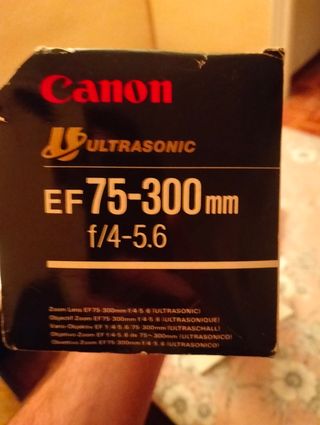 Canon
ULTRASONIC
EF 75-300 mm
f/4-5.6
Zoom Lens EF 75-300mm f/4-5.6 (ULTRASONIC)
Objectif Zoom EF 75-300mm f/4-5.6 (ULTRASONIQUE)
Vario-Objektiv EF 1:4-5.6/75-300mm (ULTRASCHALL)
Objetivo Zoom EF f/4-5.6 de 75-300mm (ULTRASONICO)
Obiettivo Zoom EF 75-300mm f/4-5.6 (ULTRASONICO)